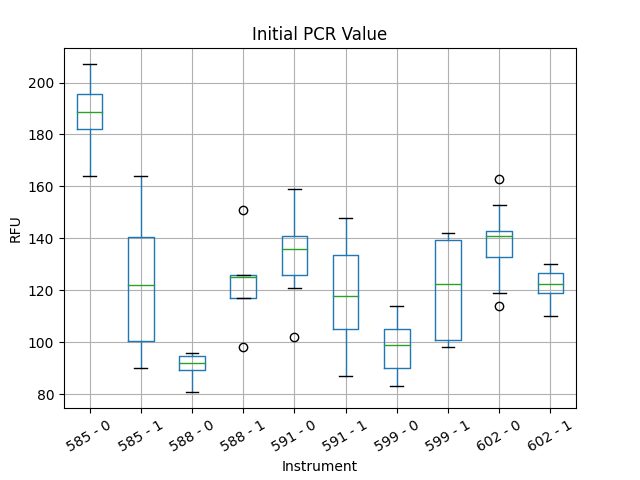 Initial PCR Value
RFU
200
180
160
140
120
100
80
585 - 0
585 - 1
588 - 0
588 - 1
591 - 0
591 - 1
599 - 0
599 - 1
602 - 0
602 - 1
Instrument